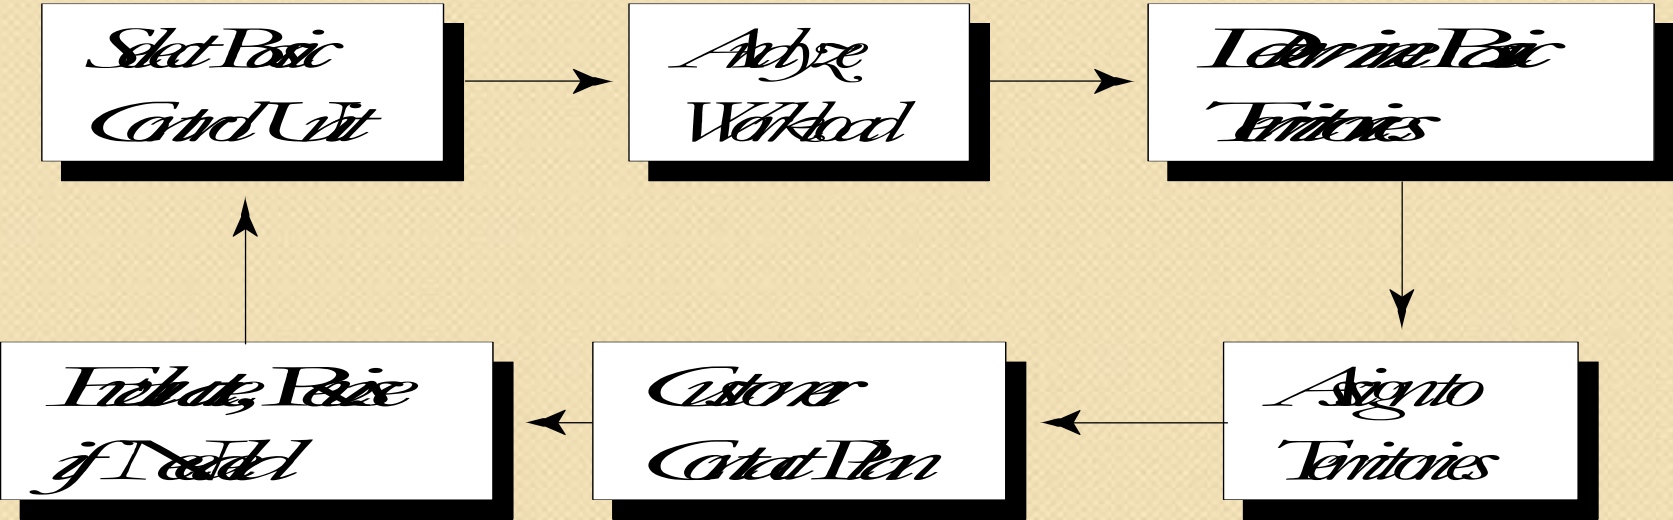 Select Basic
Control Unit
Analyze
Workload
Determine Basic
Territories
Assign to
Territories
Customer
Contact Plan
Evaluate, Revise
if Needed